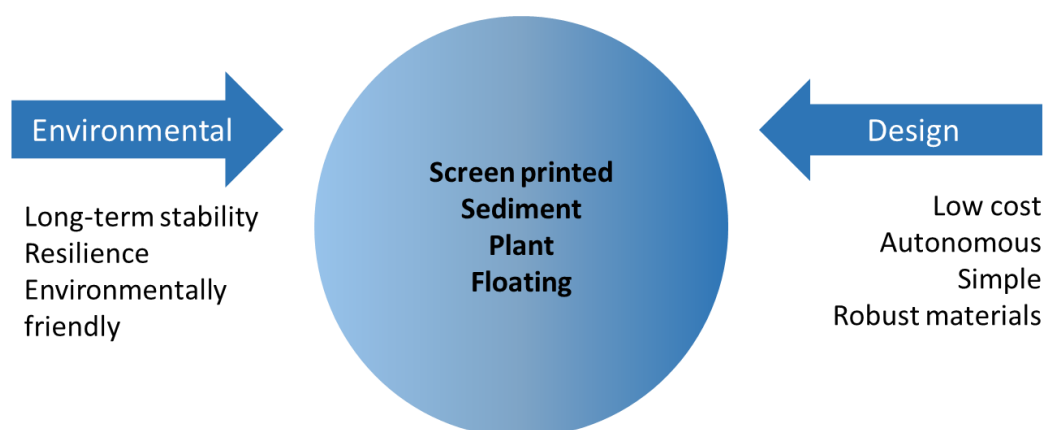 Environmental
Long-term stability
Resilience
Environmentally
friendly
Screen printed
Sediment
Plant
Floating
Design
Low cost
Autonomous
Simple
Robust materials